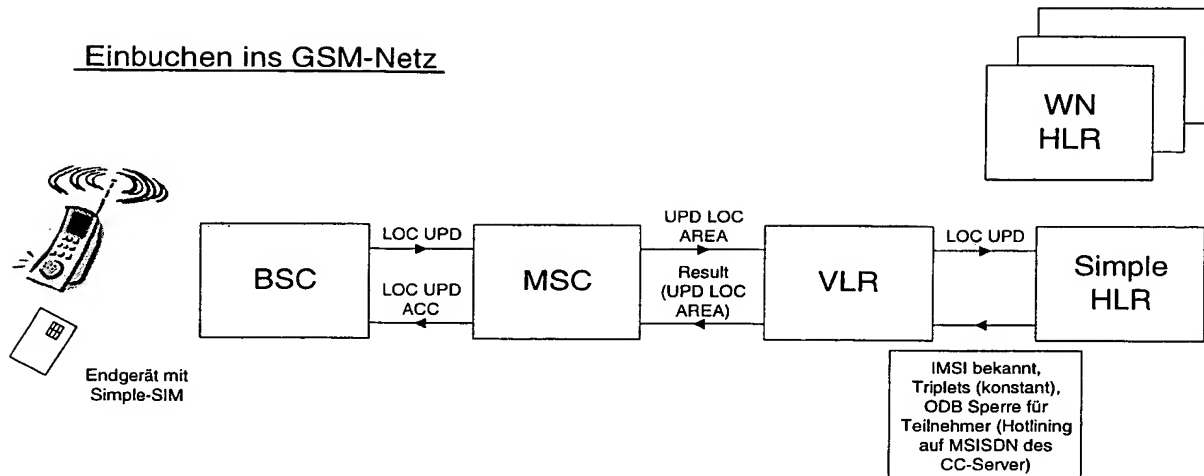 Einbuchen ins GSM-Netz
WN
HLR
BSC
LOC UPD
LOC UPD
ACC
MSC
UPD LOC
AREA
Result
(UPD LOC
AREA)
VLR
LOC UPD
Simple
HLR
Endgerät mit
Simple-SIM
IMSI bekannt,
Triplets (konstant),
ODB Sperre für
Teilnehmer (Hotlining
auf MSISDN des
CC-Server)